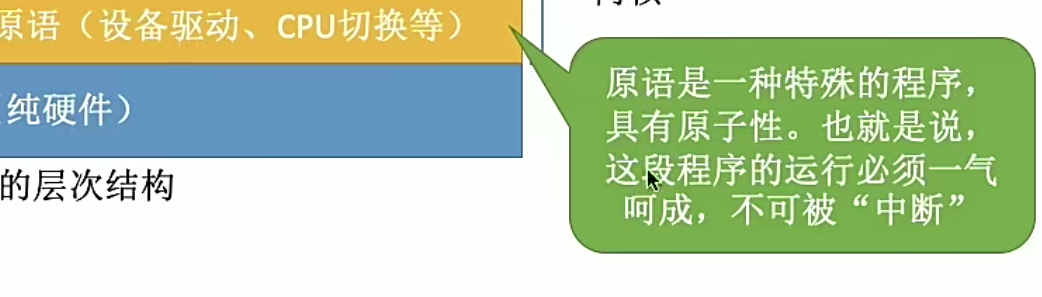 原语（设备驱动、CPU切换等）
纯硬件）
的层次结构
原语是一种特殊的程序，
具有原子性。也就是说，
这段程序的运行必须一气
呵成，不可被“中断”